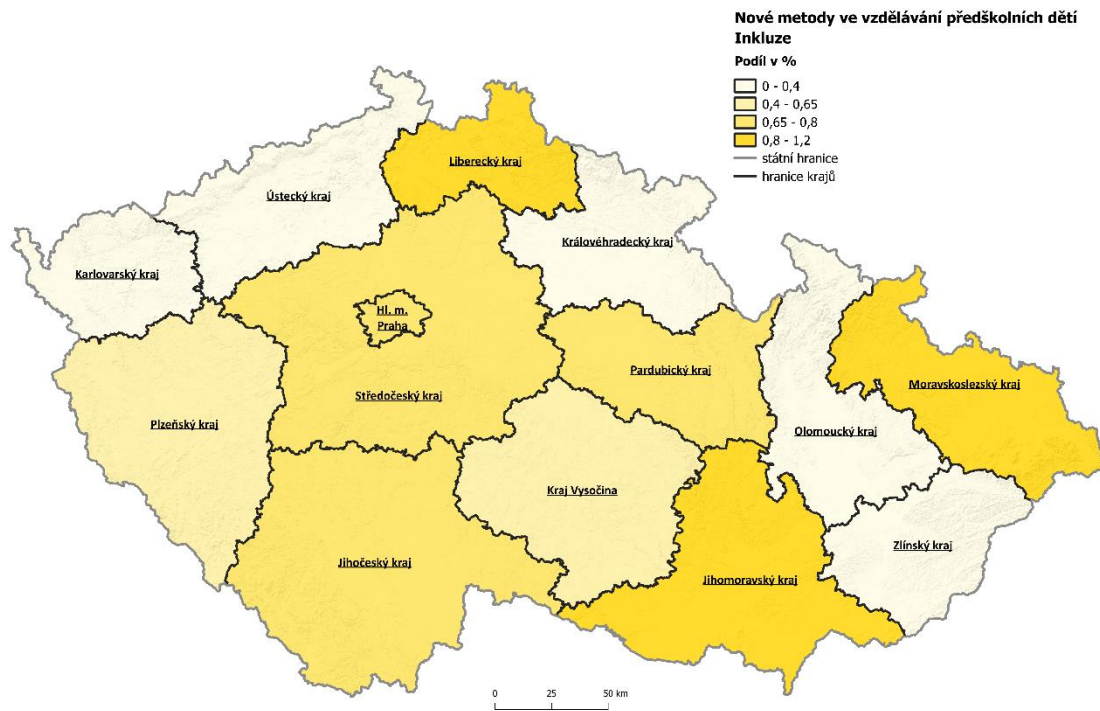 Nové metody ve vzdělávání předškolních dětí
Inkluze
Podíl v %
0 - 0,4
0,4 - 0,65
0,65 - 0,8
0,8 - 1,2
státní hranice
hranice krajů
Liberecký kraj
Ústecký kraj
Královéhradecký kraj
Karlovarský kraj
Hl. m.
Praha
Pardubický kraj
Moravskoslezský kraj
Středočeský kraj
Plzeňský kraj
Olomoucký kraj
Kraj Vysočina
Zlínský kraj
Jihočeský kraj
Jihomoravský kraj
0 25 50 km